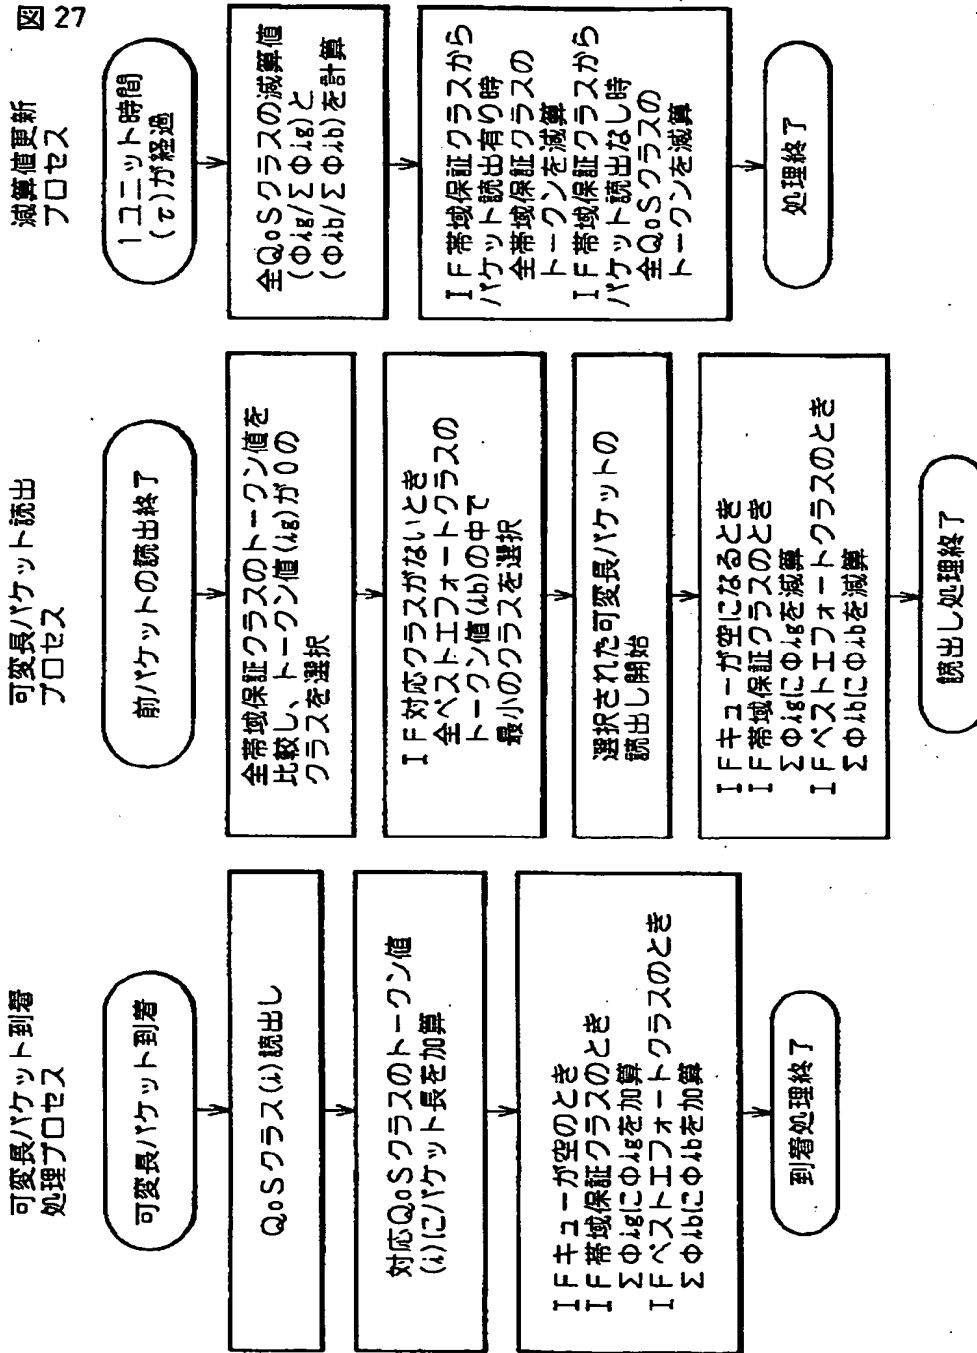 図27
可変長パケット到着
処理プロセス
可変長パケット到着
QoSクラス(i)読出し
対応QoSクラスのトークン値
(i)にパケット長を加算
IFキューが空のとき
IF帯域保証クラスのとき
ΣΦigにΦigを加算
IFベストエフォートクラスのとき
ΣΦibにΦibを加算
到着処理終了
可変長パケット読出
プロセス
前パケットの読出終了
全帯域保証クラスのトークン値を
比較し、トークン値(ig)が0の
クラスを選択
IF対応クラスがないとき
全ベストエフォートクラスの
トークン値(ib)の中で
最小のクラスを選択
選択された可変長パケットの
読出し開始
IFキューが空になるとき
IF帯域保証クラスのとき
ΣΦigにΦigを減算
IFベストエフォートクラスのとき
ΣΦibにΦibを減算
読出し処理終了
減算値更新
プロセス
1ユニット時間
(τ)が経過
全QoSクラスの減算値
(Φig/ΣΦig)と
(Φib/ΣΦib)を計算
IF帯域保証クラスから
パケット読出有り時
全帯域保証クラスの
トークンを減算
IF帯域保証クラスから
パケット読出なし時
全QoSクラスの
トークンを減算
処理終了